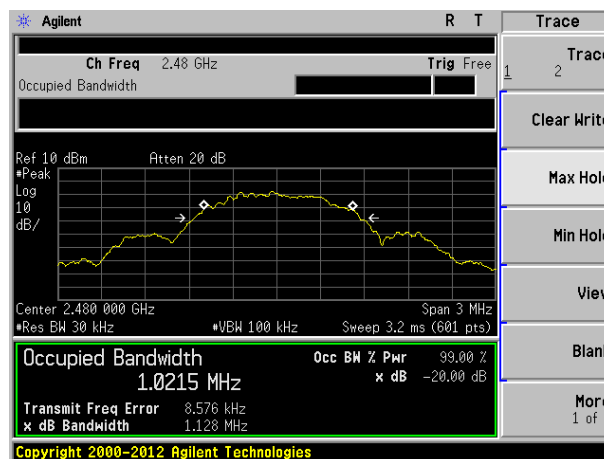 Agilent R T Trace
Ch Freq 2.48 GHz Trig Free
Occupied Bandwidth
Trace
1 2
Clear Write
Max Hold
Min Hold
View
Blank
More
1 of
Ref 10 dBm Atten 20 dB
#Peak
Log
10
dB/
Center 2.480 000 GHz Span 3 MHz
#Res BW 30 kHz #VBW 100 kHz Sweep 3.2 ms (601 pts)
Occupied Bandwidth Occ BW % Pwr 99.00 %
1.0215 MHz x dB -20.00 dB
Transmit Freq Error 8.576 kHz
x dB Bandwidth 1.128 MHz
Copyright 2000-2012 Agilent Technologies